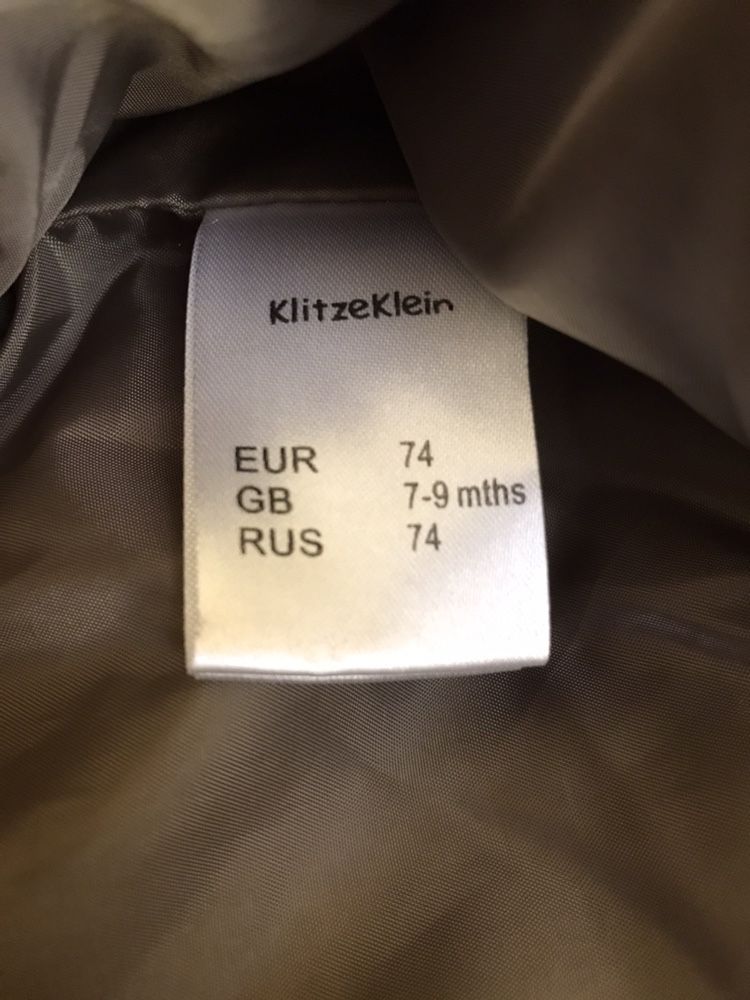 KlitzeKlein
EUR 74
GB 7-9 mths
RUS 74